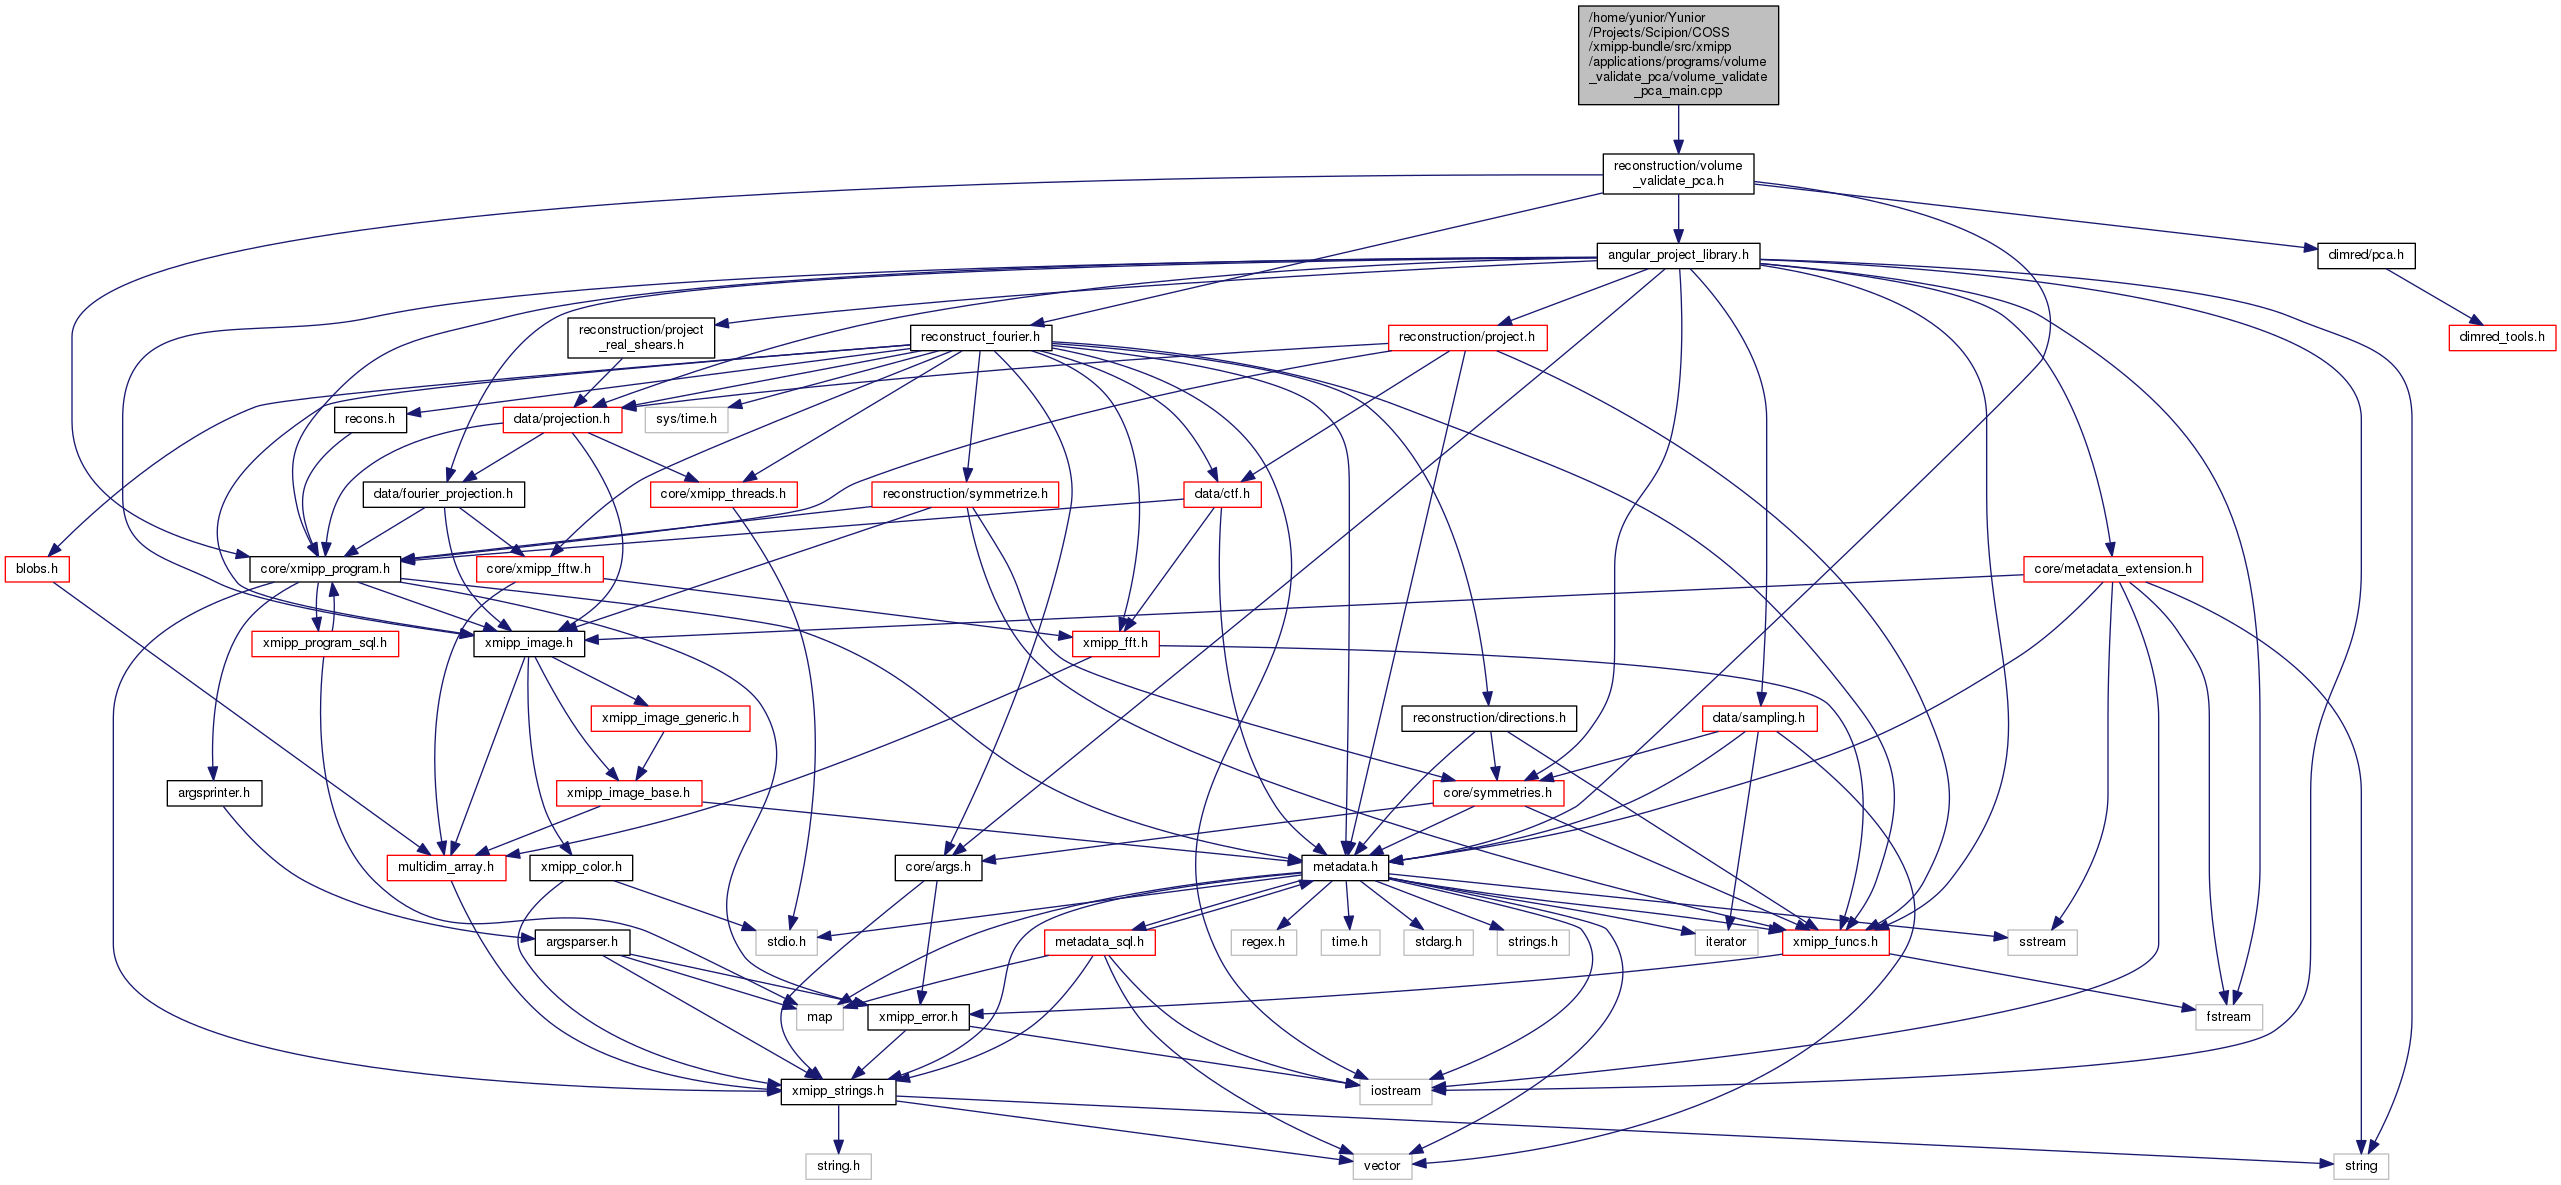 /home/yunior/Yunior
/Projects/Scipion/COSS
/xmipp-bundle/src/xmipp
/applications/programs/volume
_validate_pca/volume_validate
_pca_main.cpp
reconstruction/volume
_validate_pca.h
angular_project_library.h
dimred/pca.h
reconstruction/project
_real_shears.h
reconstruct_fourier.h
reconstruction/project.h
dimred_tools.h
recons.h
data/projection.h
sys/time.h
data/fourier_projection.h
core/xmipp_threads.h
reconstruction/symmetrize.h
data/ctf.h
blobs.h
core/xmipp_program.h
core/xmipp_fftw.h
core/metadata_extension.h
xmipp_program_sql.h
xmipp_image.h
xmipp_fft.h
xmipp_image_generic.h
reconstruction/directions.h
data/sampling.h
argsprinter.h
xmipp_image_base.h
core/symmetries.h
multidim_array.h
xmipp_color.h
core/args.h
metadata.h
argsparser.h
stdio.h
metadata_sql.h
regex.h
time.h
stdarg.h
strings.h
iterator
xmipp_funcs.h
sstream
map
xmipp_error.h
fstream
xmipp_strings.h
iostream
string.h
vector
string